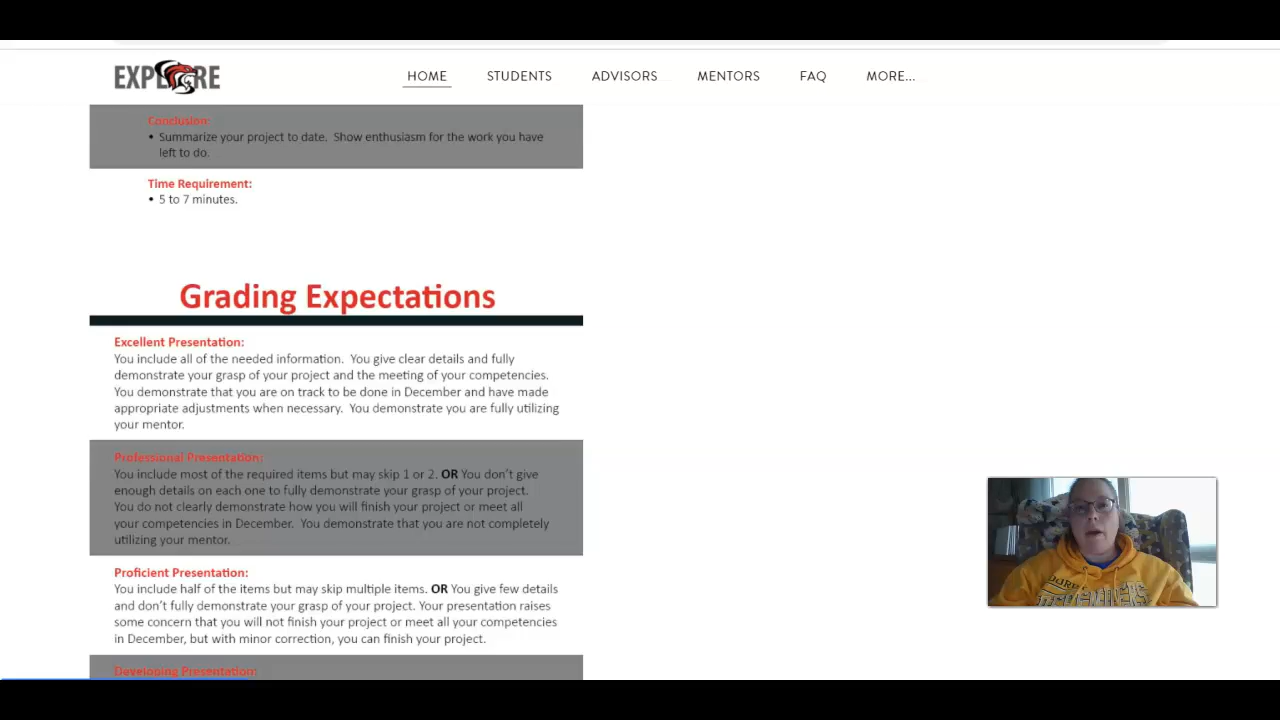 EXPLORE
HOME STUDENTS ADVISORS MENTORS FAQ MORE...
Conclusion:
• Summarize your project to date. Show enthusiasm for the work you have
left to do.
Time Requirement:
• 5 to 7 minutes.
Grading Expectations
Excellent Presentation:
You include all of the needed information. You give clear details and fully
demonstrate your grasp of your project and the meeting of your competencies.
You demonstrate that you are on track to be done in December and have made
appropriate adjustments when necessary. You demonstrate you are fully utilizing
your mentor.
Professional Presentation:
You include most of the required items but may skip 1 or 2. OR You don't give
enough details on each one to fully demonstrate your grasp of your project.
You do not clearly demonstrate how you will finish your project or meet all
your competencies in December. You demonstrate that you are not completely
utilizing your mentor.
Proficient Presentation:
You include half of the items but may skip multiple items. OR You give few details
and don't fully demonstrate your grasp of your project. Your presentation raises
some concern that you will not finish your project or meet all your competencies
in December, but with minor correction, you can finish your project.
Developing Presentation: